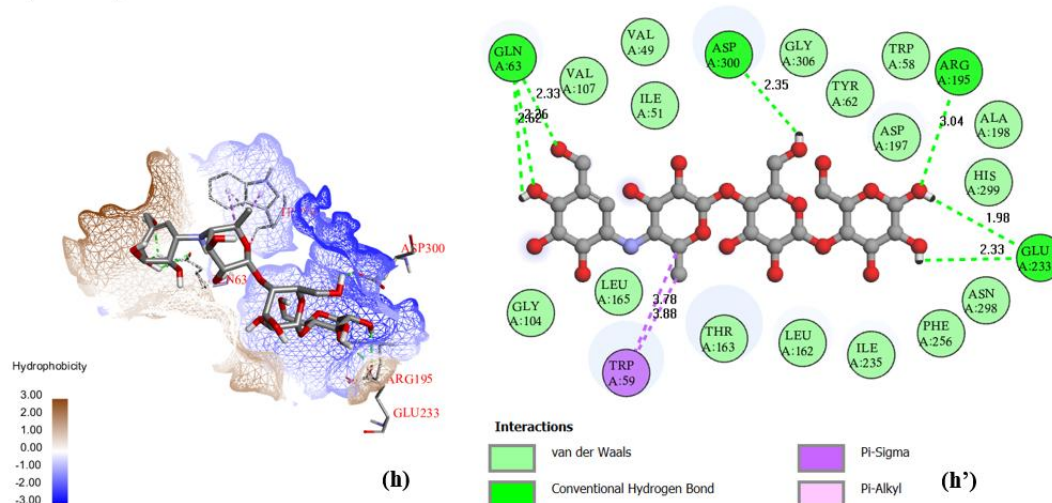 Hydrophobicity
3.00
2.00
1.00
0.00
-1.00
-2.00
-3.00
N63
ASP300
ARG195
GLU233
(h)
GLN
A:63
VAL
A:49
VAL
A:107
ILE
A:51
ASP
A:300
GLY
A:306
TRP
A:58
TYR
A:62
ARG
A:195
ASP
A:197
ALA
A:198
HIS
A:299
GLU
A:233
ASN
A:298
PHE
A:256
ILE
A:235
LEU
A:162
THR
A:163
LEU
A:165
GLY
A:104
TRP
A:59
2.33
2.35
3.04
1.98
2.33
3.78
3.88
Interactions
van der Waals
Conventional Hydrogen Bond
Pi-Sigma
Pi-Alkyl
(h’)